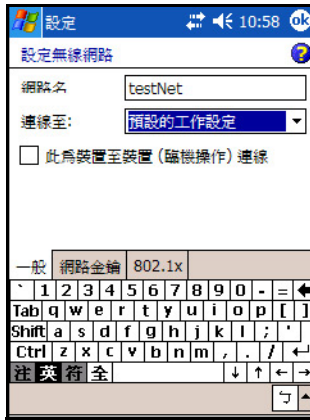 設定 10:58 ok
設定無線網路 ?
網路名 testNet
連線至: 預設的工作設定
此為裝置至裝置 (臨機操作) 連線
一般 網路金鑰 802.1x
` 1 2 3 4 5 6 7 8 9 0 - =
Tab q w e r t y u i o p [ ]
Shift a s d f g h j k l ; '
Ctrl z x c v b n m , . /
注 英 符 全
ㄅ